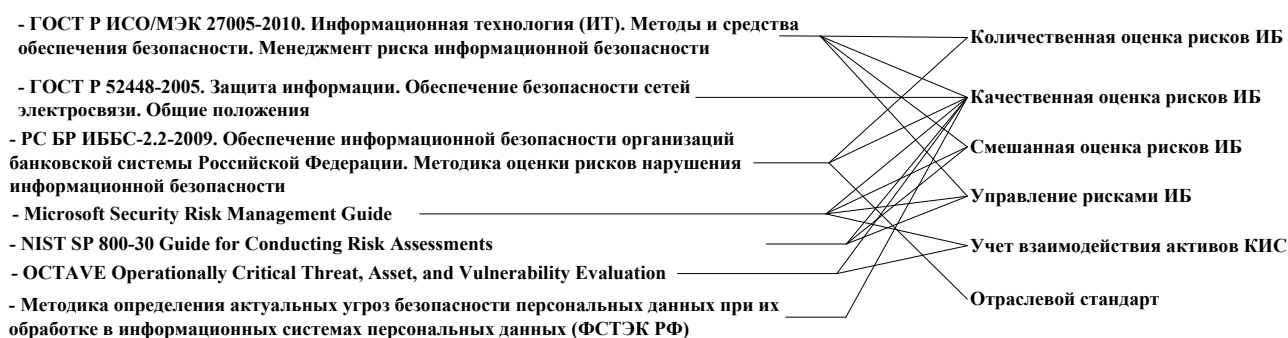 - ГОСТ Р ИСО/МЭК 27005-2010. Информационная технология (ИТ). Методы и средства
обеспечения безопасности. Менеджмент риска информационной безопасности
- ГОСТ Р 52448-2005. Защита информации. Обеспечение безопасности сетей
электросвязи. Общие положения
- РС БР ИББС-2.2-2009. Обеспечение информационной безопасности организаций
банковской системы Российской Федерации. Методика оценки рисков нарушения
информационной безопасности
- Microsoft Security Risk Management Guide
- NIST SP 800-30 Guide for Conducting Risk Assessments
- OCTAVE Operationally Critical Threat, Asset, and Vulnerability Evaluation
- Методика определения актуальных угроз безопасности персональных данных при их
обработке в информационных системах персональных данных (ФСТЭК РФ)
Количественная оценка рисков ИБ
Качественная оценка рисков ИБ
Смешанная оценка рисков ИБ
Управление рисками ИБ
Учет взаимодействия активов КИС
Отраслевой стандарт